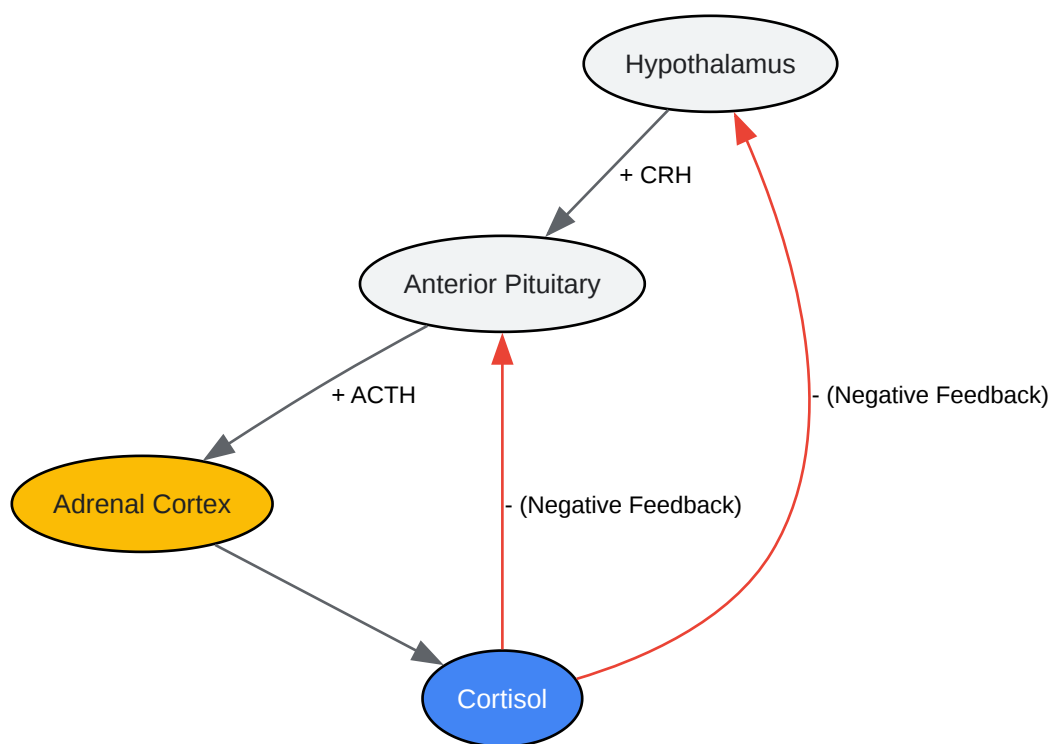 Hypothalamus
+ CRH
Anterior Pituitary
+ ACTH
- (Negative Feedback)
Adrenal Cortex
- (Negative Feedback)
Cortisol